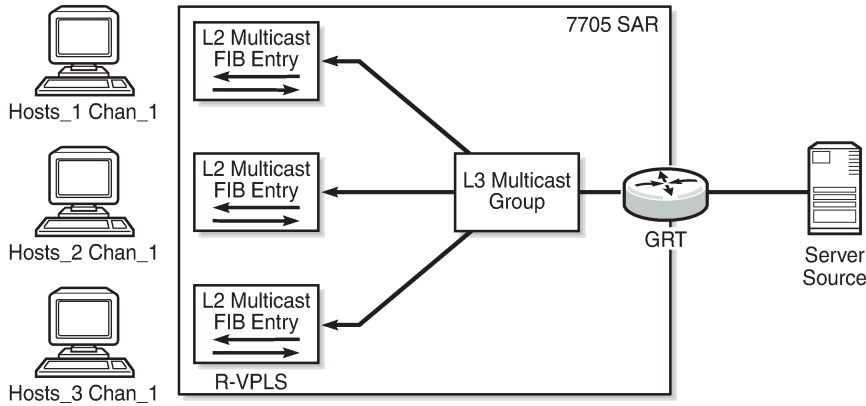 7705 SAR
L2 Multicast
FIB Entry
Hosts_1 Chan_1
L2 Multicast
FIB Entry
L3 Multicast
Group
GRT
Hosts_2 Chan_1
Server
Source
L2 Multicast
FIB Entry
R-VPLS
Hosts_3 Chan_1